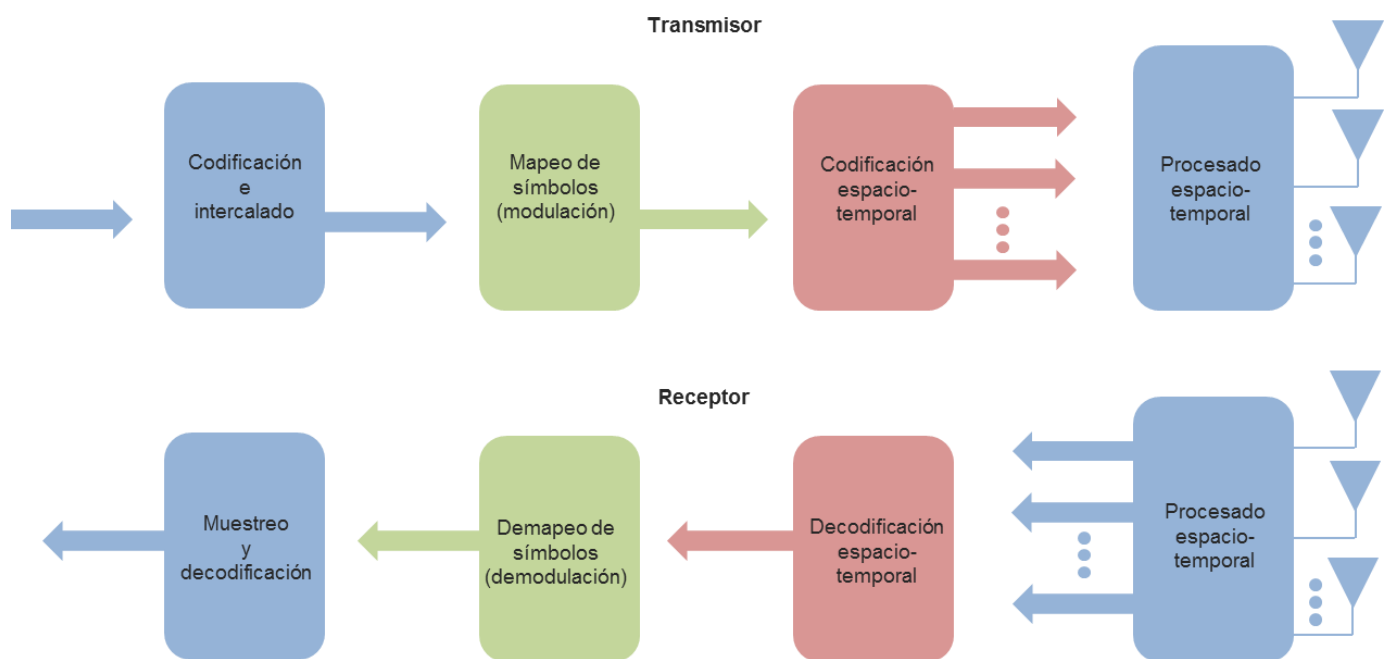 Transmisor
Codificación
e
intercalado
Mapeo de
símbolos
(modulación)
Codificación
espacio-
temporal
Procesado
espacio-
temporal
Receptor
Muestreo
y
decodificación
Demapeo de
símbolos
(demodulación)
Decodificación
espacio-
temporal
Procesado
espacio-
temporal